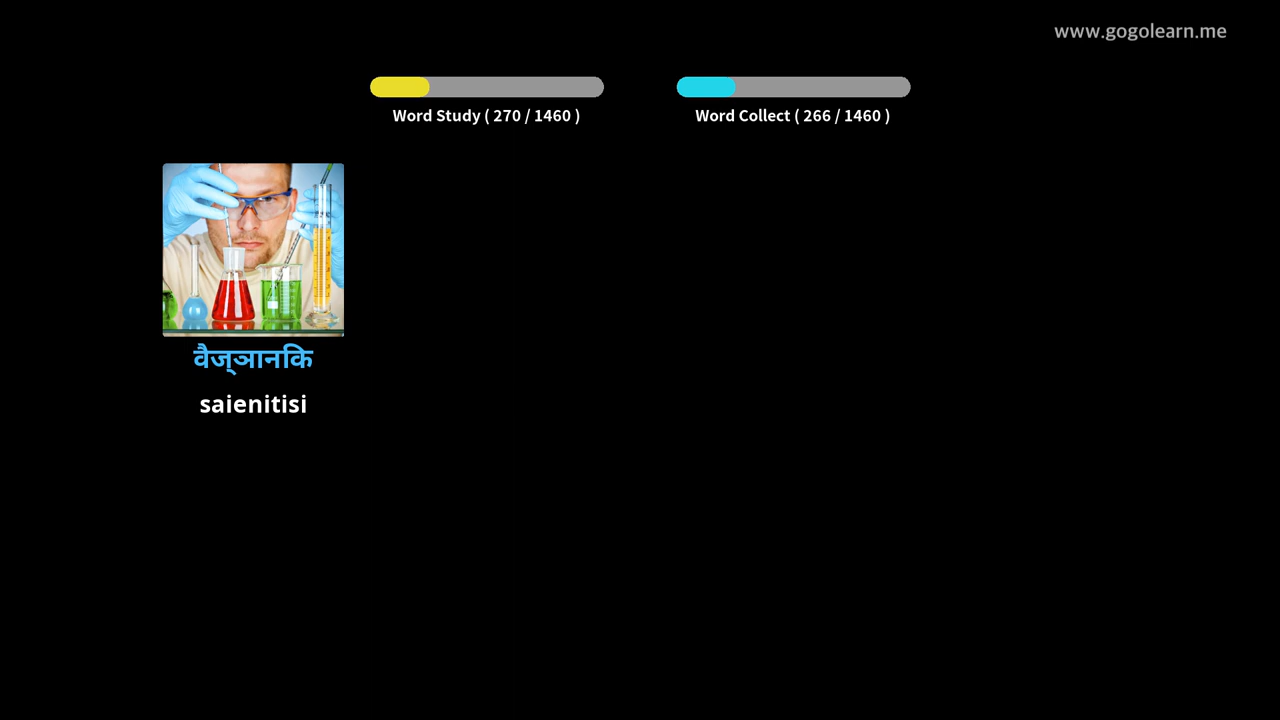 www.gogolearn.me
Word Study ( 270 / 1460 )
Word Collect ( 266 / 1460 )
वैज्ञानकि
saienitisi